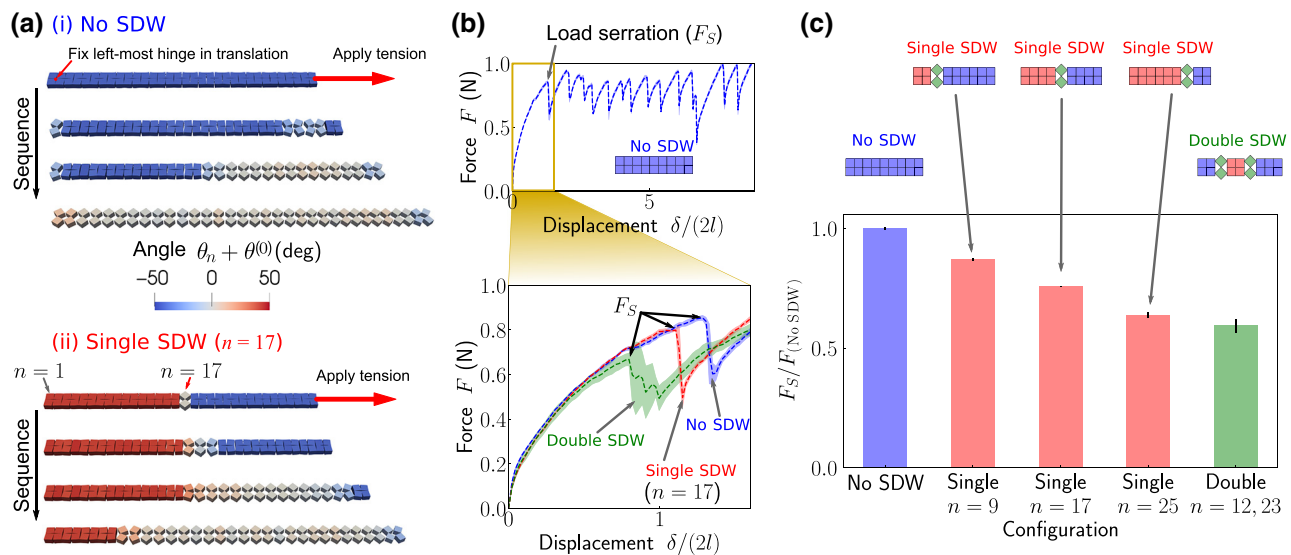 (a)
(i) No SDW
Fix left-most hinge in translation
Apply tension
Sequence
Angle θₙ + θ⁽⁰⁾(deg)
−50 0 50
(ii) Single SDW (n = 17)
n = 1
n = 17
Apply tension
Sequence
(b)
Load serration (F_S)
Force F (N)
1.0
0.5
0.0
No SDW
0
5
Displacement δ/(2l)
Force F (N)
1.0
0.8
0.6
0.4
0.2
0
F_S
Double SDW
No SDW
Single SDW
(n = 17)
0
1
Displacement δ/(2l)
(c)
Single SDW
Single SDW
Single SDW
No SDW
Double SDW
F_S/F_(No SDW)
1.0
0.5
0.0
No SDW
Single
n = 9
Single
n = 17
Single
n = 25
Double
n = 12, 23
Configuration